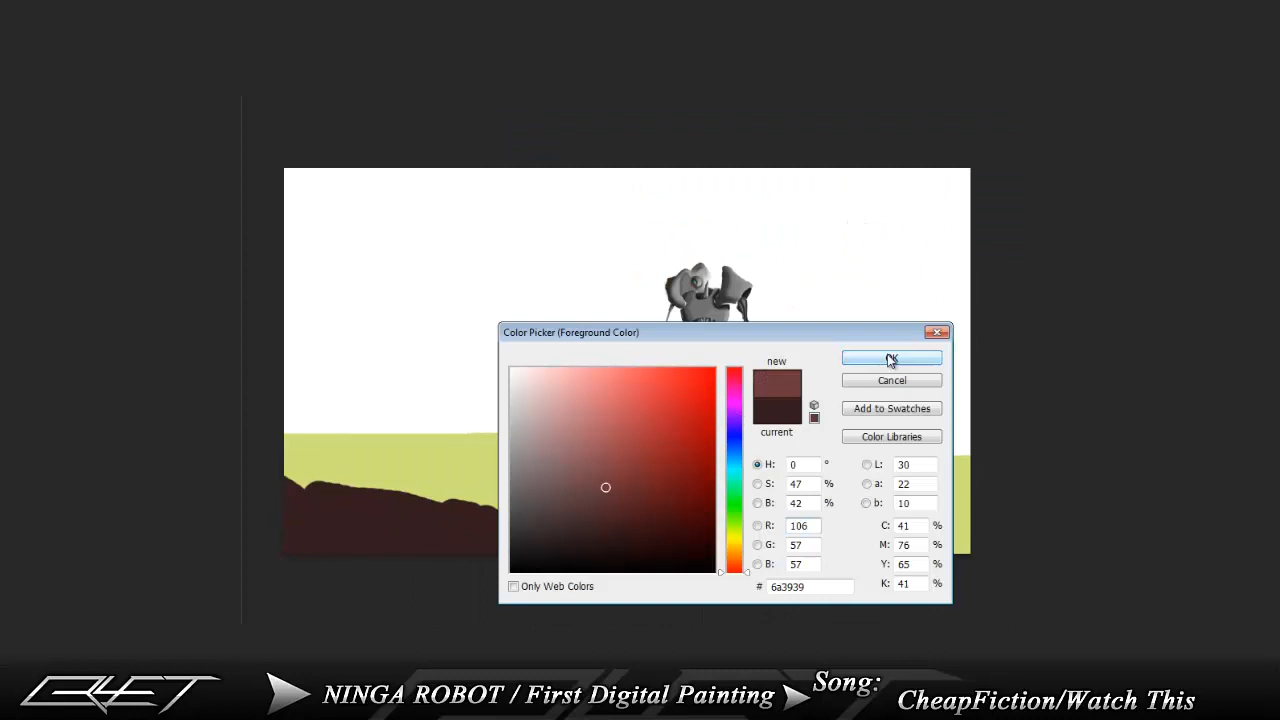 Color Picker (Foreground Color)
new
OK
current
Cancel
Add to Swatches
Color Libraries
H: 0 °
L: 30
S: 47 %
a: 22
B: 42 %
b: 10
R: 106
C: 41 %
G: 57
M: 76 %
B: 57
Y: 65 %
Only Web Colors
# 6a3939
K: 41 %
NINGA ROBOT / First Digital Painting
Song:
CheapFiction/Watch This